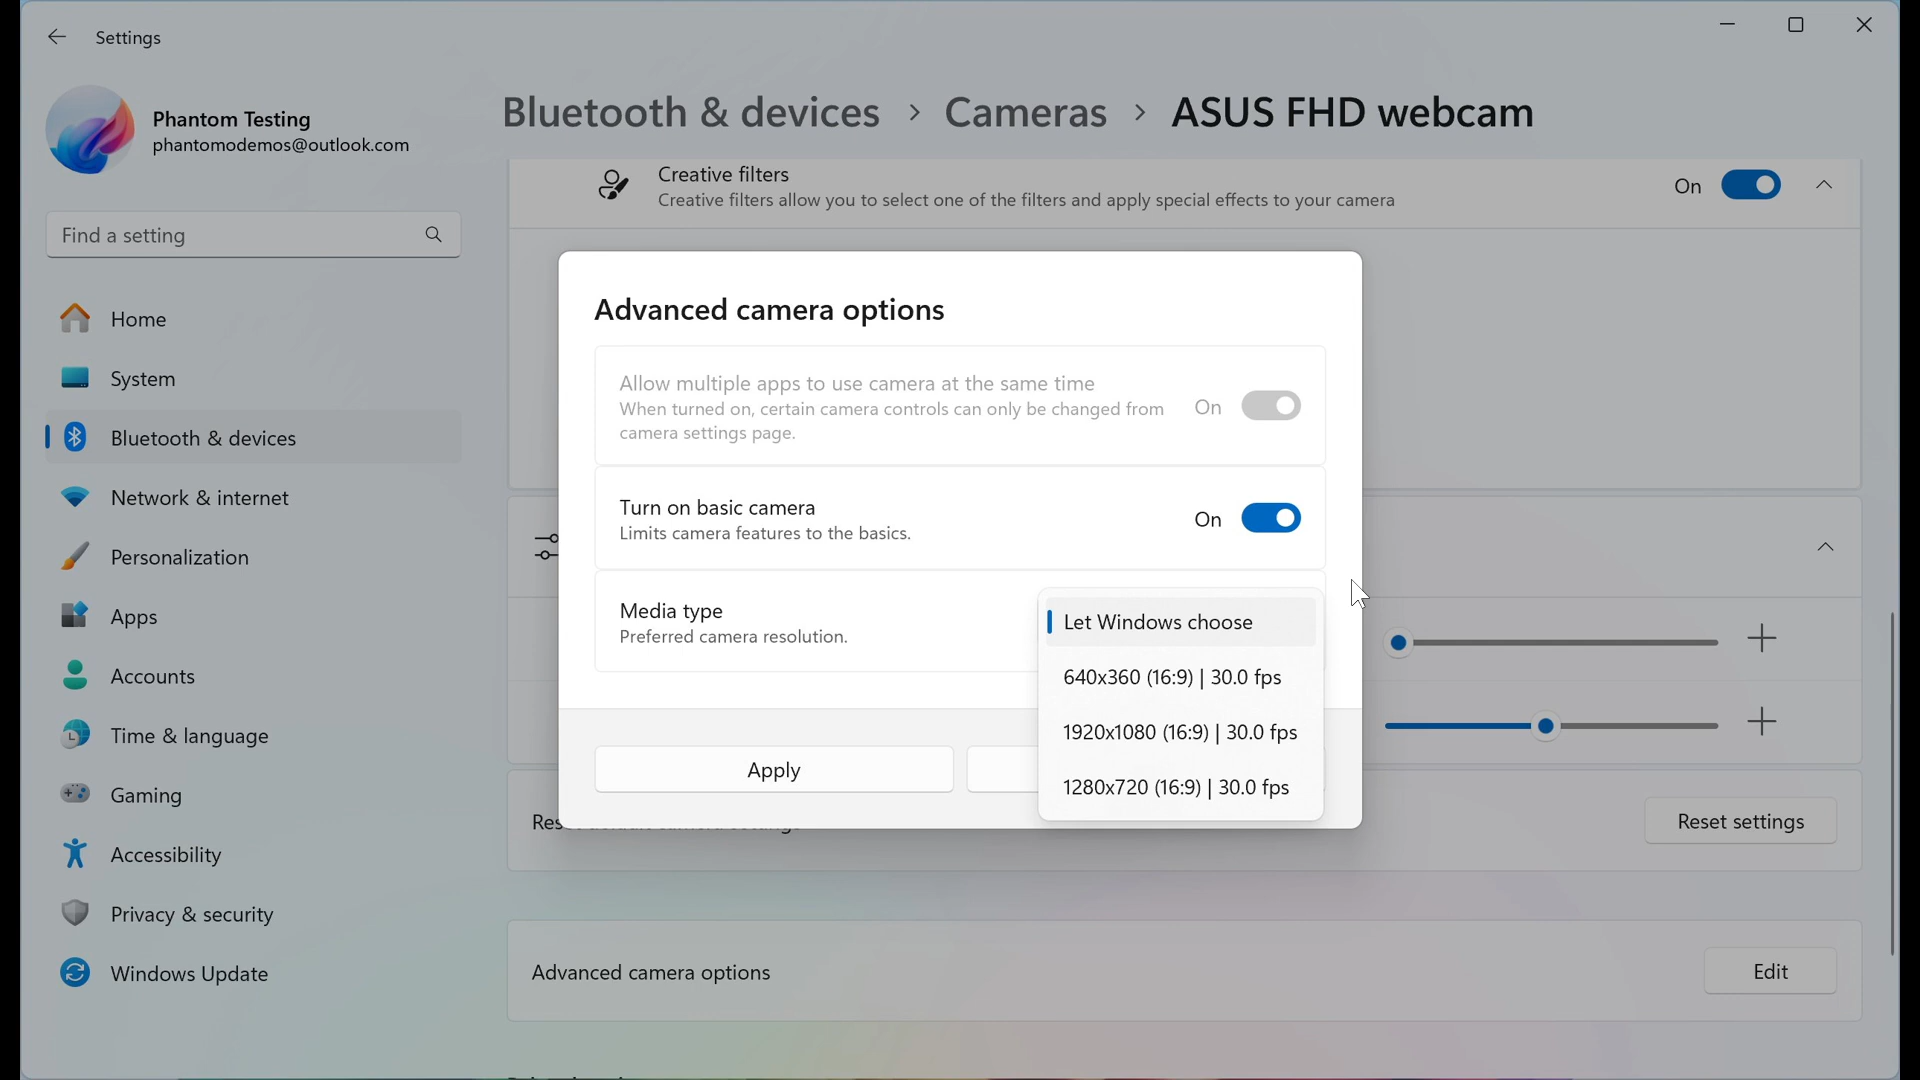 Settings
Phantom Testing
phantomodemos@outlook.com
Find a setting
Home
System
Bluetooth & devices
Network & internet
Personalization
Apps
Accounts
Time & language
Gaming
Accessibility
Privacy & security
Windows Update
Bluetooth & devices > Cameras > ASUS FHD webcam
Creative filters
Creative filters allow you to select one of the filters and apply special effects to your camera
On
Advanced camera options
Allow multiple apps to use camera at the same time
When turned on, certain camera controls can only be changed from
camera settings page.
On
Turn on basic camera
Limits camera features to the basics.
On
Media type
Preferred camera resolution.
Let Windows choose
640x360 (16:9) | 30.0 fps
1920x1080 (16:9) | 30.0 fps
1280x720 (16:9) | 30.0 fps
Apply
Reset settings
Advanced camera options
Edit